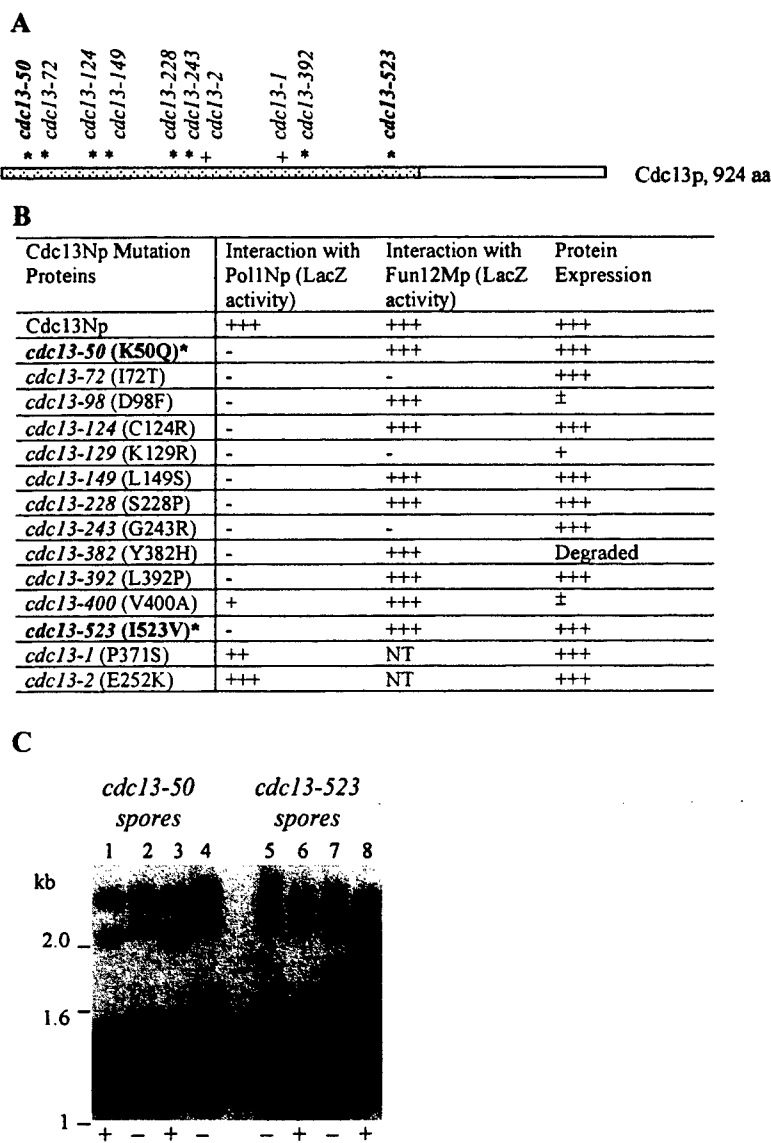 A
cdc13-50
cdc13-72
cdc13-124
cdc13-149
cdc13-228
cdc13-243
cdc13-2
cdc13-1
cdc13-392
cdc13-523
* * * * * * + + * *
Cdc13p, 924 aa
B
Cdc13Np Mutation Proteins | Interaction with Pol1Np (LacZ activity) | Interaction with Fun12Mp (LacZ activity) | Protein Expression
Cdc13Np +++ +++ +++
cdc13-50 (K50Q)* - +++ +++
cdc13-72 (I72T) - - +++
cdc13-98 (D98F) - +++ ±
cdc13-124 (C124R) - +++ +++
cdc13-129 (K129R) - - +
cdc13-149 (L149S) - +++ +++
cdc13-228 (S228P) - +++ +++
cdc13-243 (G243R) - - +++
cdc13-382 (Y382H) - +++ Degraded
cdc13-392 (L392P) - +++ +++
cdc13-400 (V400A) + +++ ±
cdc13-523 (I523V)* - +++ +++
cdc13-1 (P371S) ++ NT +++
cdc13-2 (E252K) +++ NT +++
C
cdc13-50 cdc13-523
spores spores
1 2 3 4 5 6 7 8
kb
2.0
1.6
1
+ - + - - + - +